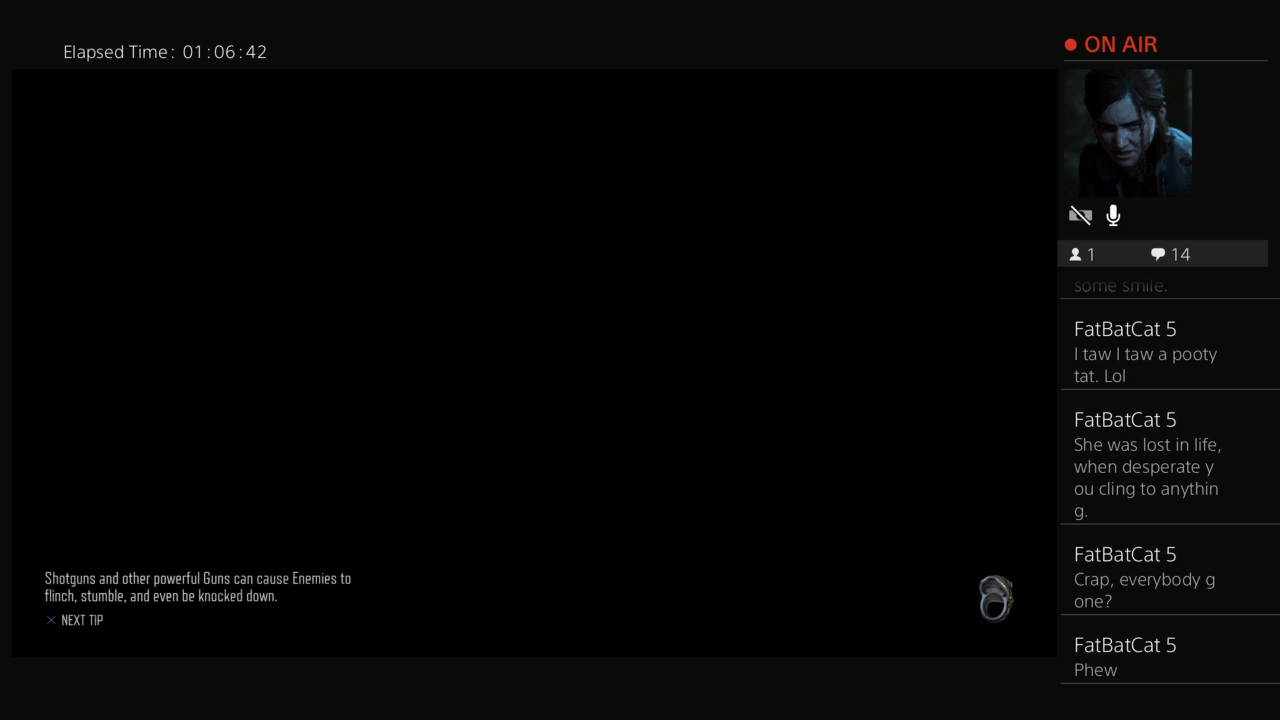 Elapsed Time: 01:06:42
ON AIR
1
14
some smile.
FatBatCat 5
I taw I taw a pooty
tat. Lol
FatBatCat 5
She was lost in life,
when desperate y
ou cling to anythin
g.
FatBatCat 5
Crap, everybody g
one?
FatBatCat 5
Phew
Shotguns and other powerful Guns can cause Enemies to
flinch, stumble, and even be knocked down.
NEXT TIP